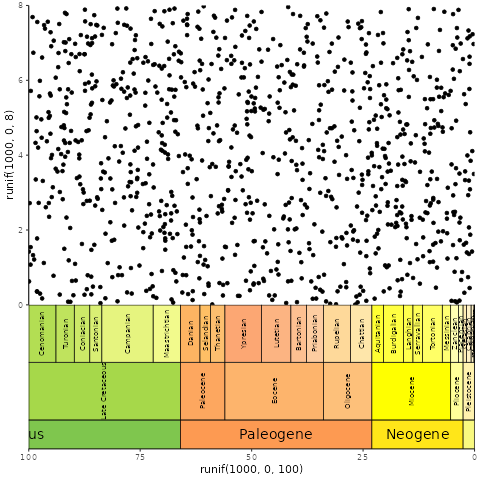 8
6
4
2
0
runif(1000, 0, 8)
Cenomanian
Turonian
Coniacian
Santonian
Campanian
Maastrichtian
Danian
Selandian
Thanetian
Ypresian
Lutetian
Bartonian
Priabonian
Rupelian
Chattian
Aquitanian
Burdigalian
Langhian
Serravallian
Tortonian
Messinian
Late Cretaceous
Paleocene
Eocene
Oligocene
Miocene
Pliocene
Pleistocene
us
Paleogene
Neogene
100
75
50
25
0
runif(1000, 0, 100)